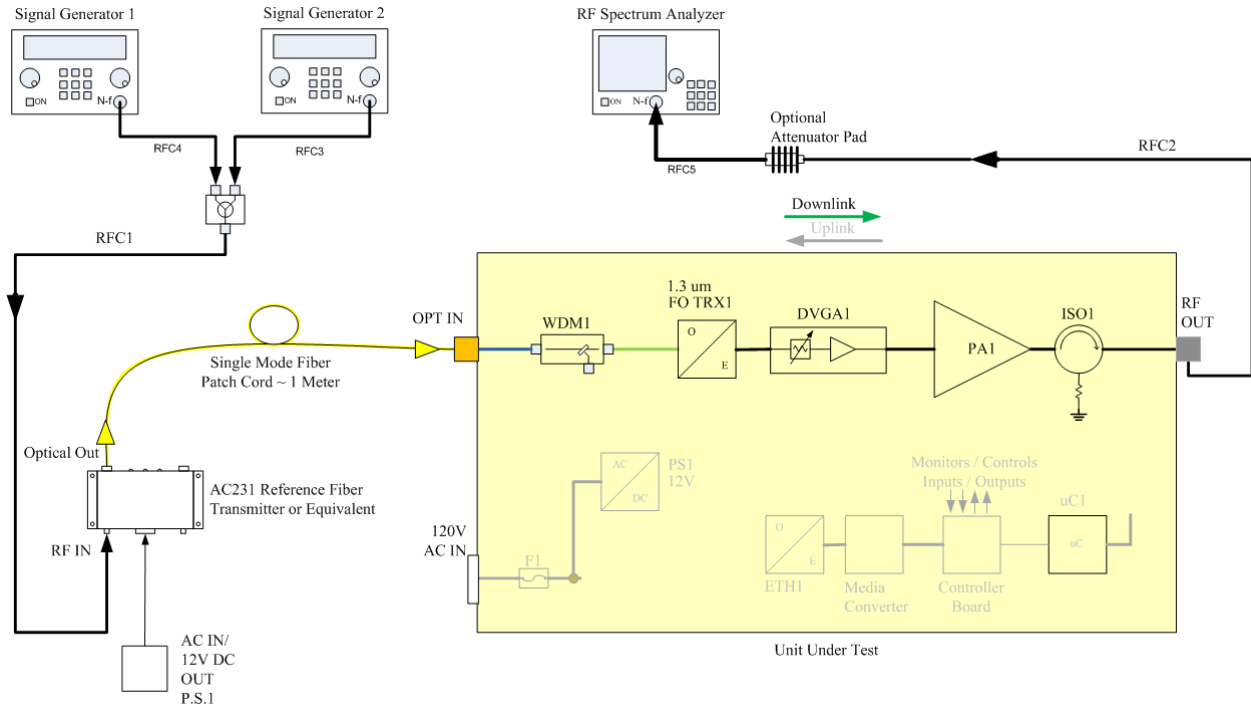 Signal Generator 1
Signal Generator 2
RF Spectrum Analyzer
ON
N-f
ON
N-f
ON
N-f
RFC4
RFC3
RFC5
Optional
Attenuator Pad
RFC2
RFC1
Downlink
Uplink
OPT IN
WDM1
1.3 um
FO TRX1
O
E
DVGA1
PA1
ISO1
RF
OUT
Single Mode Fiber
Patch Cord ~ 1 Meter
Optical Out
AC231 Reference Fiber
Transmitter or Equivalent
RF IN
AC IN/
12V DC
OUT
P.S.1
120V
AC IN
F1
AC
DC
PS1
12V
O
E
ETH1
Media
Converter
Monitors / Controls
Inputs / Outputs
Controller
Board
uC1
uC
Unit Under Test